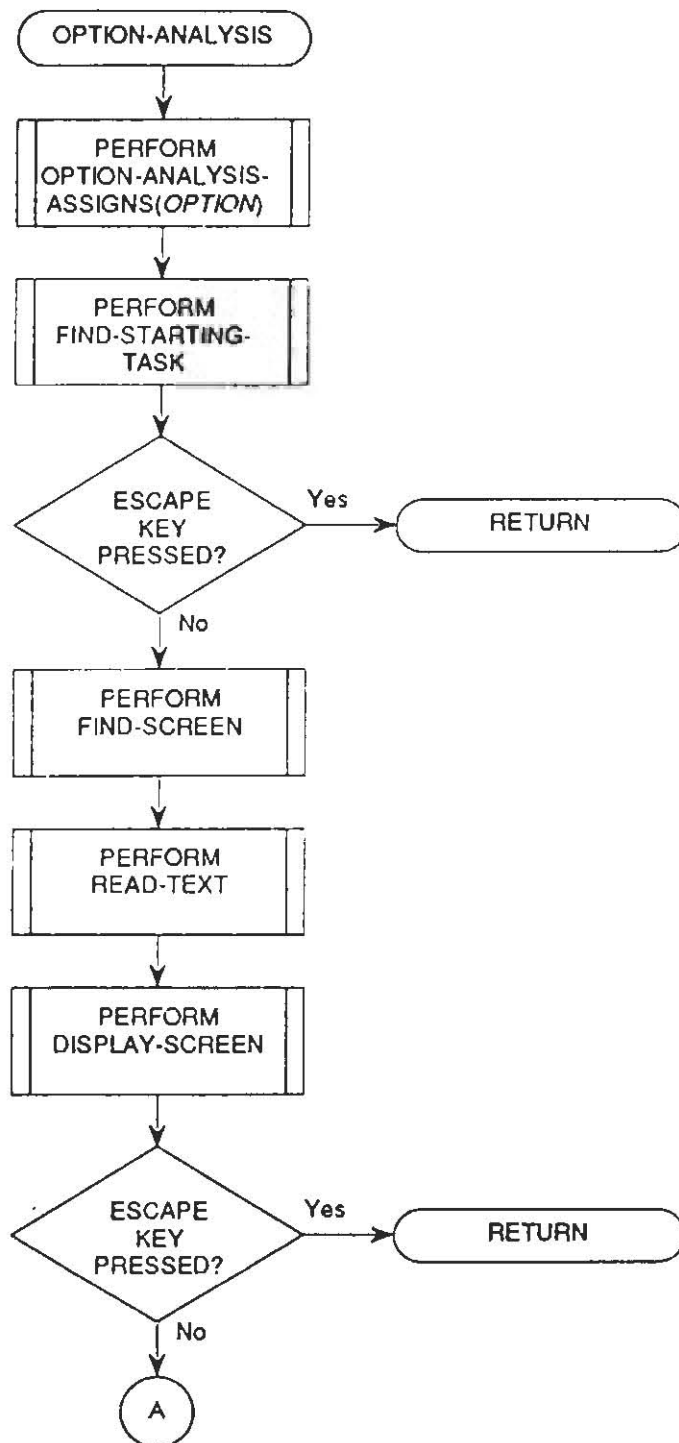 OPTION-ANALYSIS
PERFORM
OPTION-ANALYSIS-
ASSIGNS(OPTION)
PERFORM
FIND-STARTING-
TASK
ESCAPE
KEY
PRESSED?
Yes
RETURN
No
PERFORM
FIND-SCREEN
PERFORM
READ-TEXT
PERFORM
DISPLAY-SCREEN
ESCAPE
KEY
PRESSED?
Yes
RETURN
No
A